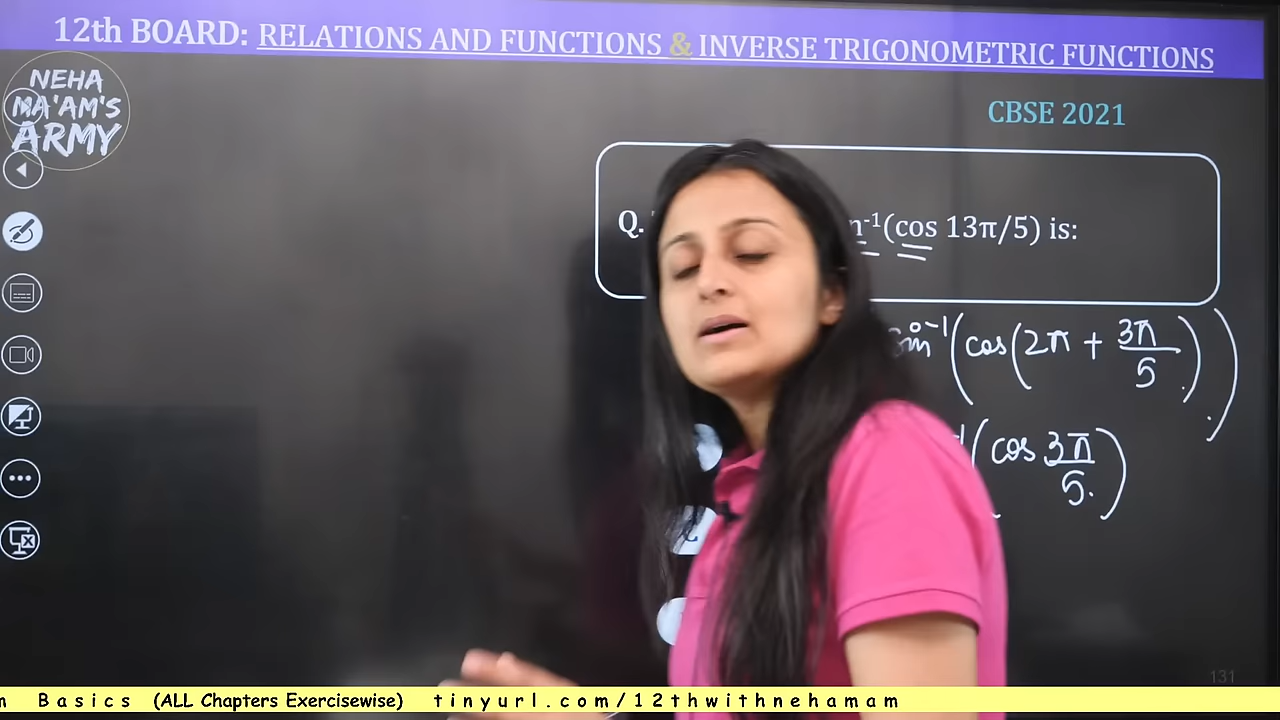 12th BOARD: RELATIONS AND FUNCTIONS & INVERSE TRIGONOMETRIC FUNCTIONS
NEHA
MA'AM'S
ARMY
CBSE 2021
Q. n⁻¹(cos 13π/5) is:
sin⁻¹(cos(2π + 3π/5))
(cos 3π/5)
131
n Basics (ALL Chapters Exercisewise) tinyurl.com/12thwithnehamam